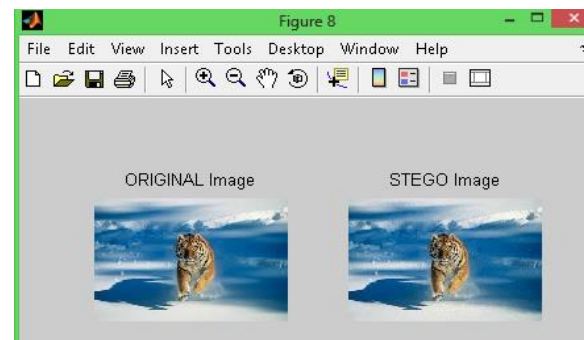 Figure 8
File Edit View Insert Tools Desktop Window Help
ORIGINAL Image
STEGO Image